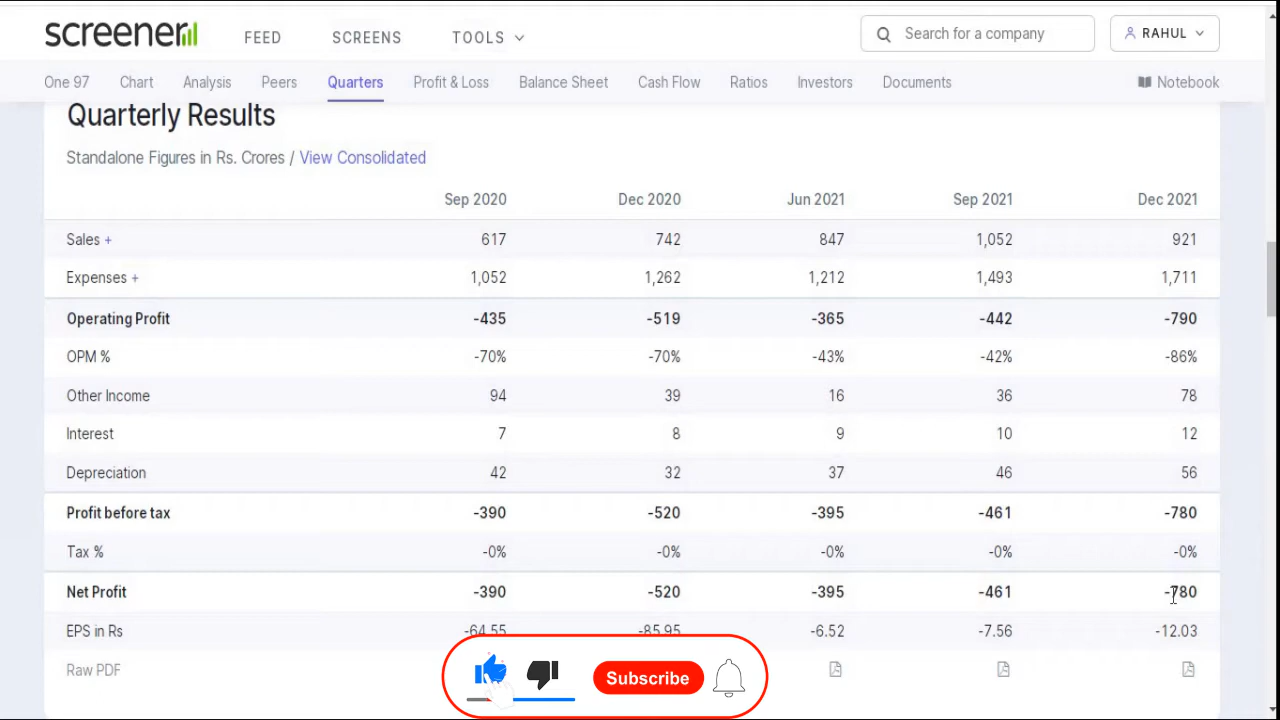 screener FEED SCREENS TOOLS Search for a company RAHUL
One 97 Chart Analysis Peers Quarters Profit & Loss Balance Sheet Cash Flow Ratios Investors Documents Notebook
Quarterly Results
Standalone Figures in Rs. Crores / View Consolidated
Sep 2020 Dec 2020 Jun 2021 Sep 2021 Dec 2021
Sales + 617 742 847 1,052 921
Expenses + 1,052 1,262 1,212 1,493 1,711
Operating Profit -435 -519 -365 -442 -790
OPM % -70% -70% -43% -42% -86%
Other Income 94 39 16 36 78
Interest 7 8 9 10 12
Depreciation 42 32 37 46 56
Profit before tax -390 -520 -395 -461 -780
Tax % -0% -0% -0% -0% -0%
Net Profit -390 -520 -395 -461 -780
EPS in Rs -64.55 -85.95 -6.52 -7.56 -12.03
Raw PDF
Subscribe